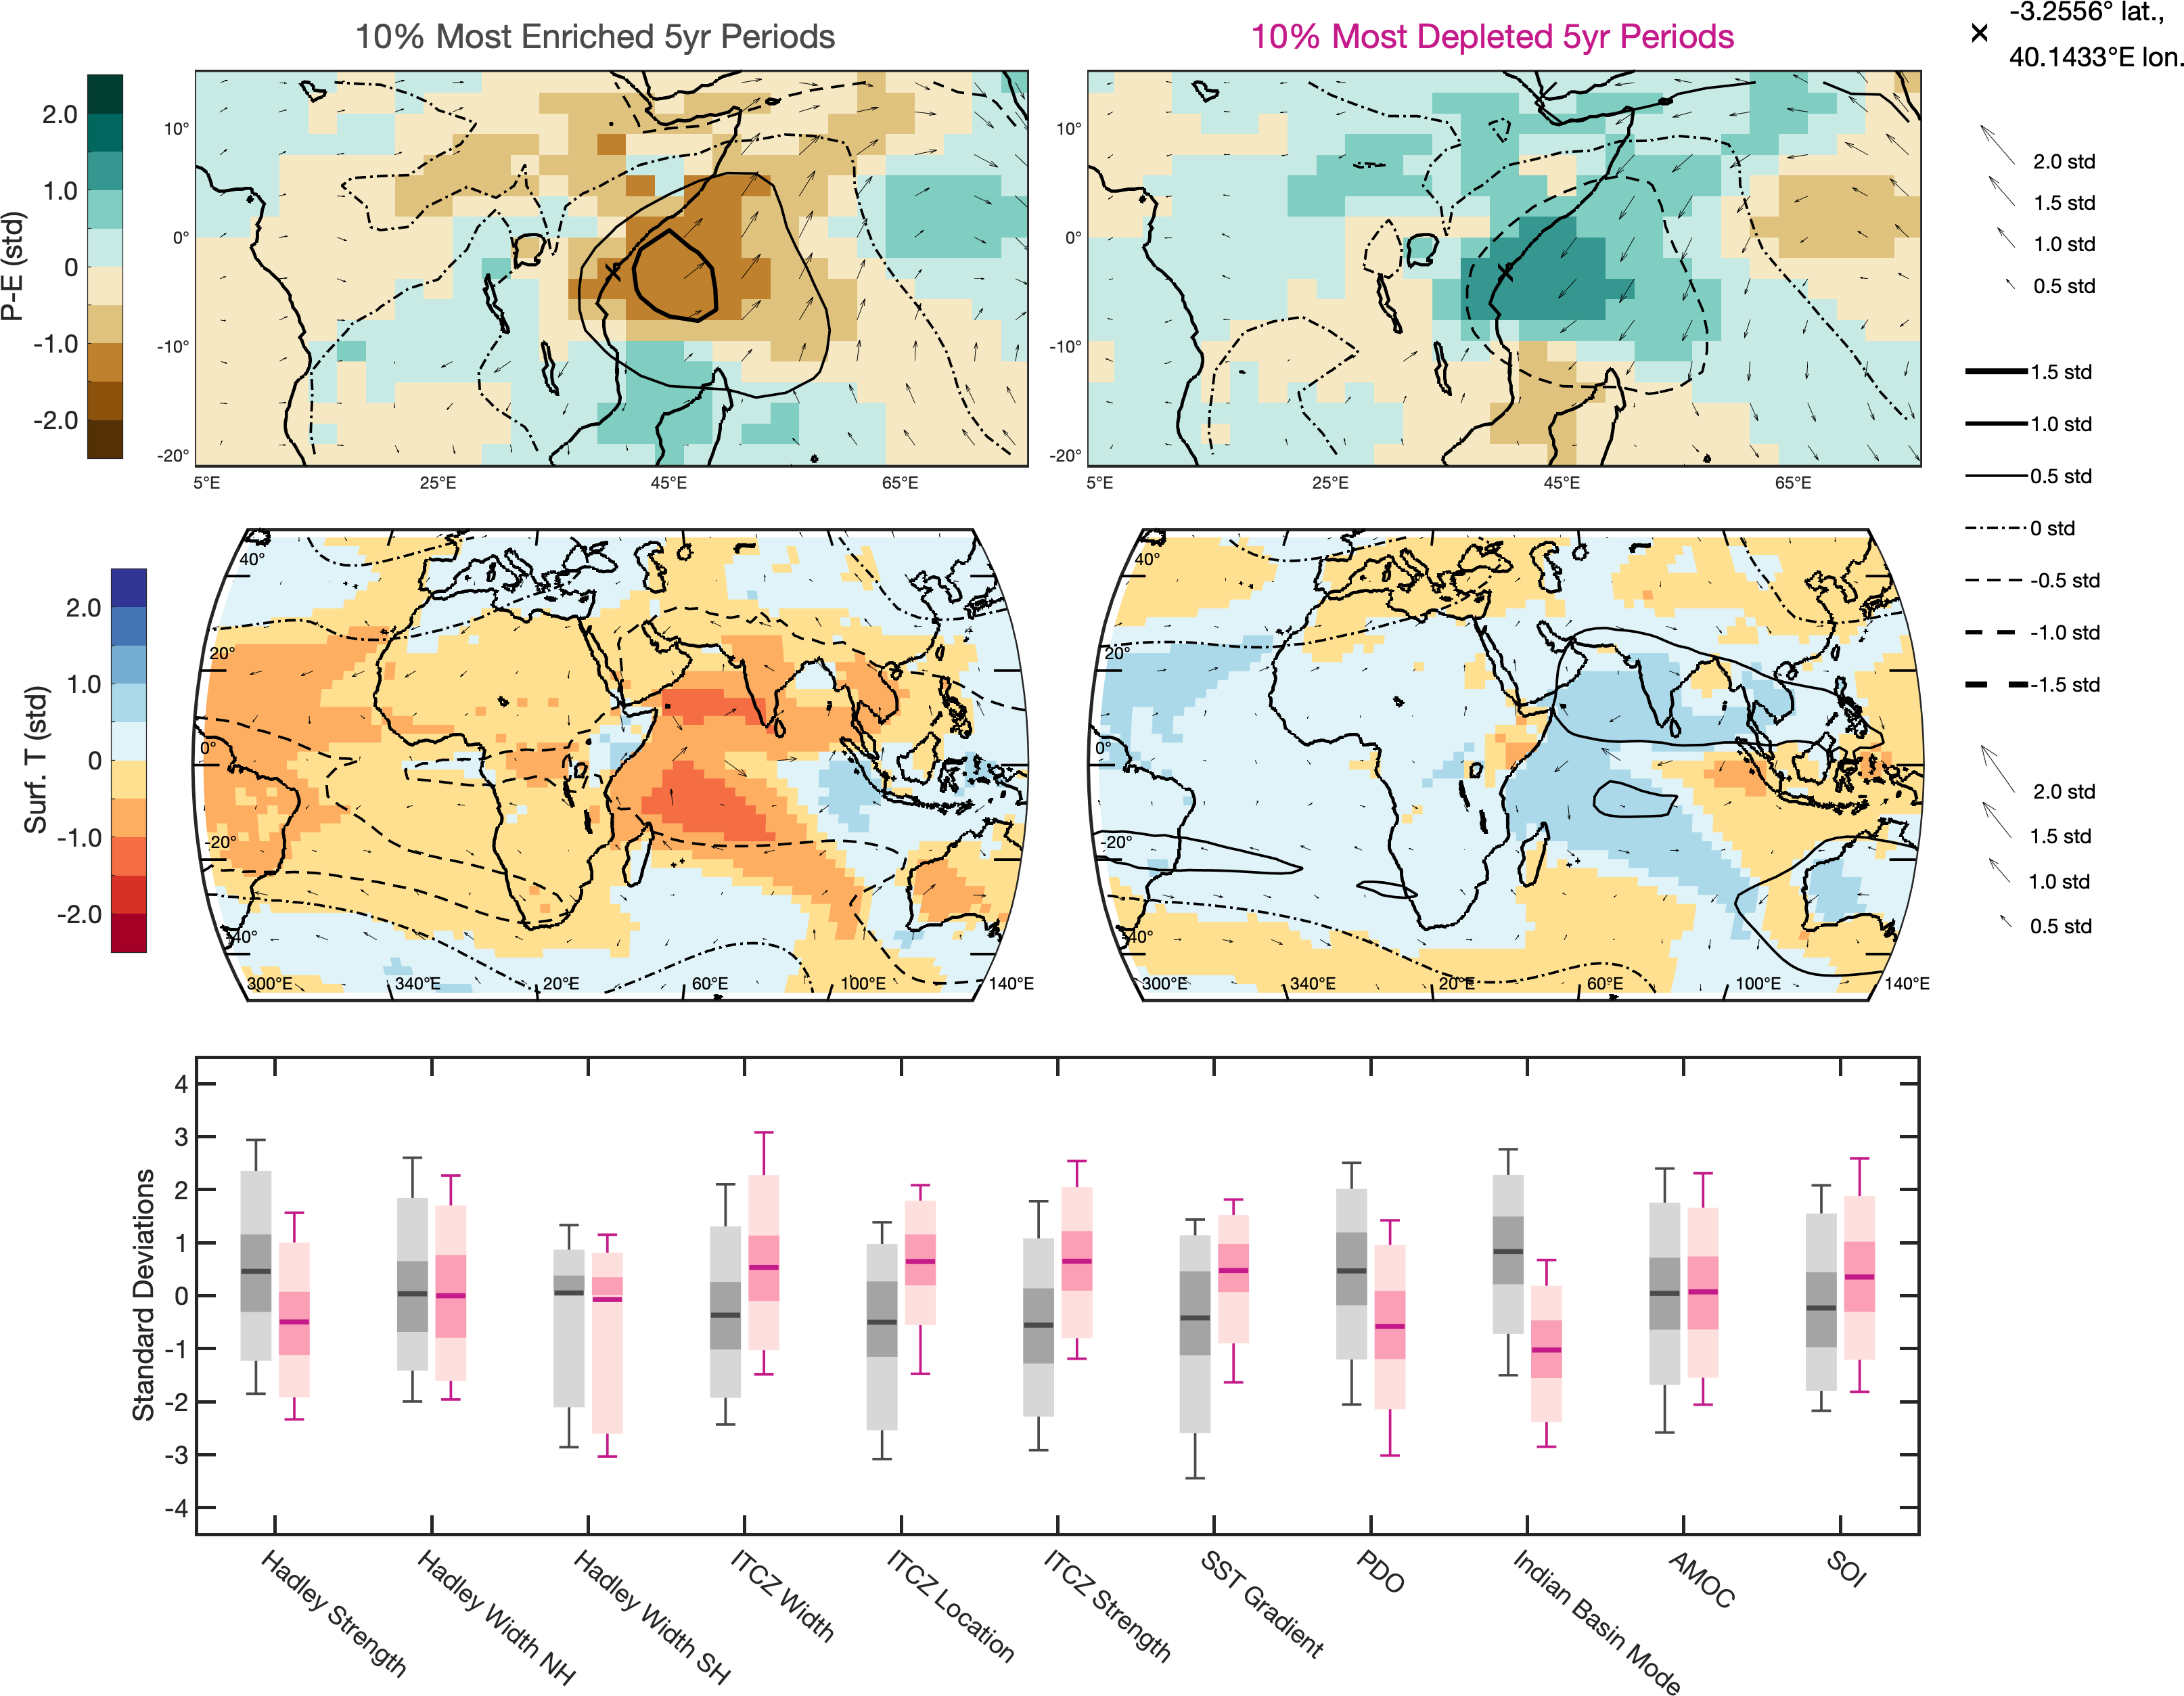 10% Most Enriched 5yr Periods
10% Most Depleted 5yr Periods
-3.2556° lat.,
40.1433°E lon.
P-E (std)
2.0
1.0
0
-1.0
-2.0
10°
0°
-10°
-20°
5°E
25°E
45°E
65°E
10°
0°
-10°
-20°
5°E
25°E
45°E
65°E
2.0 std
1.5 std
1.0 std
0.5 std
1.5 std
1.0 std
0.5 std
0 std
-0.5 std
-1.0 std
-1.5 std
2.0 std
1.5 std
1.0 std
0.5 std
Surf. T (std)
2.0
1.0
0
-1.0
-2.0
40°
20°
0°
-20°
-40°
300°E
340°E
20°E
60°E
100°E
140°E
40°
20°
0°
-20°
-40°
300°E
340°E
20°E
60°E
100°E
140°E
Standard Deviations
4
3
2
1
0
-1
-2
-3
-4
Hadley Strength
Hadley Width NH
Hadley Width SH
ITCZ Width
ITCZ Location
ITCZ Strength
SST Gradient
PDO
Indian Basin Mode
AMOC
SOI